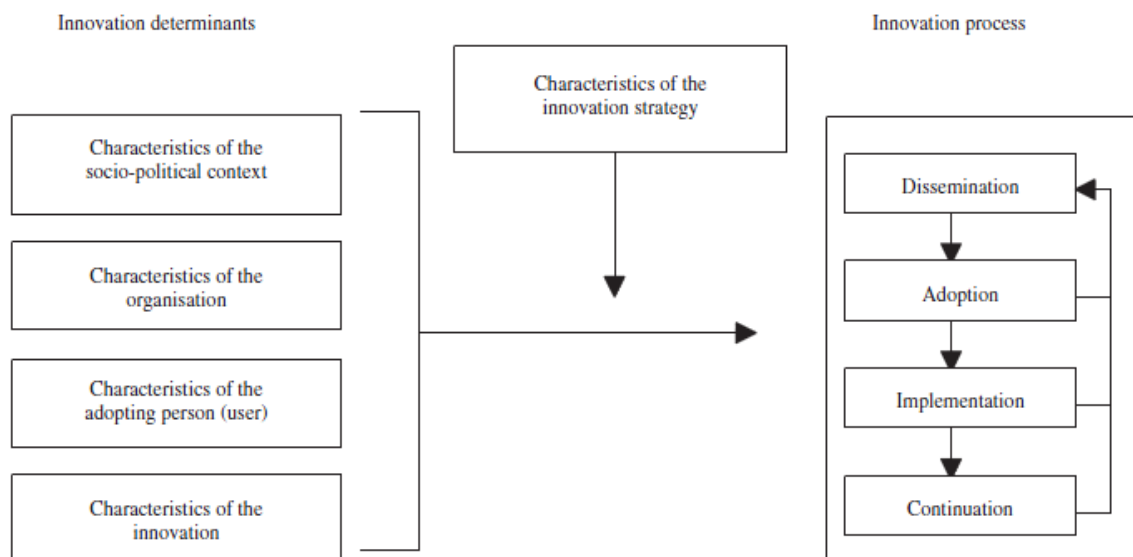 Innovation determinants
Innovation process
Characteristics of the
innovation strategy
Characteristics of the
socio-political context
Characteristics of the
organisation
Characteristics of the
adopting person (user)
Characteristics of the
innovation
Dissemination
Adoption
Implementation
Continuation